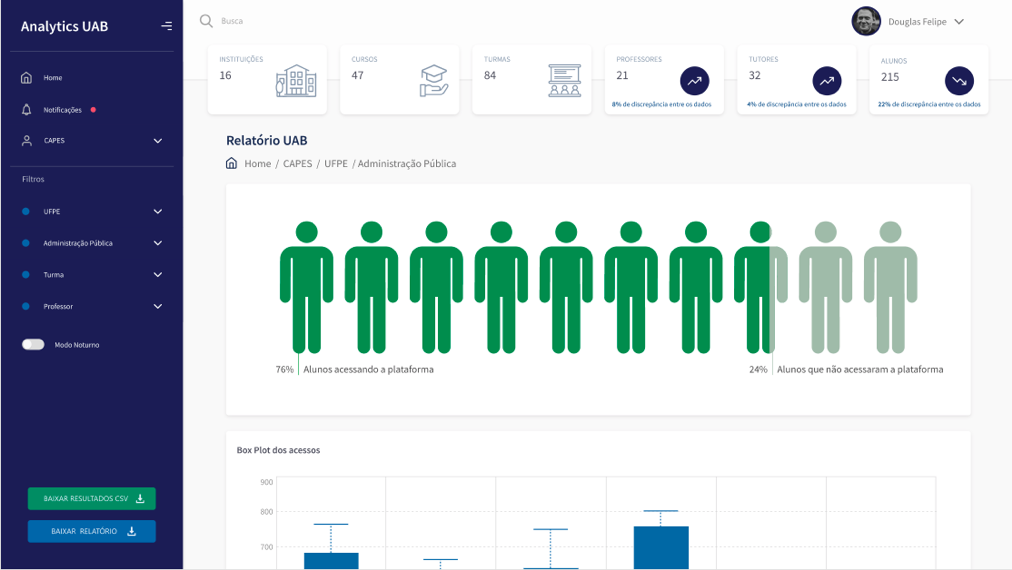 Analytics UAB
Home
Notificações
CAPES
Filtros
UFPE
Administração Pública
Turma
Professor
Modo Noturno
BAIXAR RESULTADOS CSV
BAIXAR RELATÓRIO
Busca
Douglas Felipe
INSTITUIÇÕES
16
CURSOS
47
TURMAS
84
PROFESSORES
21
8% de discrepância entre os dados
TUTORES
32
4% de discrepância entre os dados
ALUNOS
215
22% de discrepância entre os dados
Relatório UAB
Home / CAPES / UFPE / Administração Pública
76% Alunos acessando a plataforma
24% Alunos que não acessaram a plataforma
Box Plot dos acessos
900
800
700